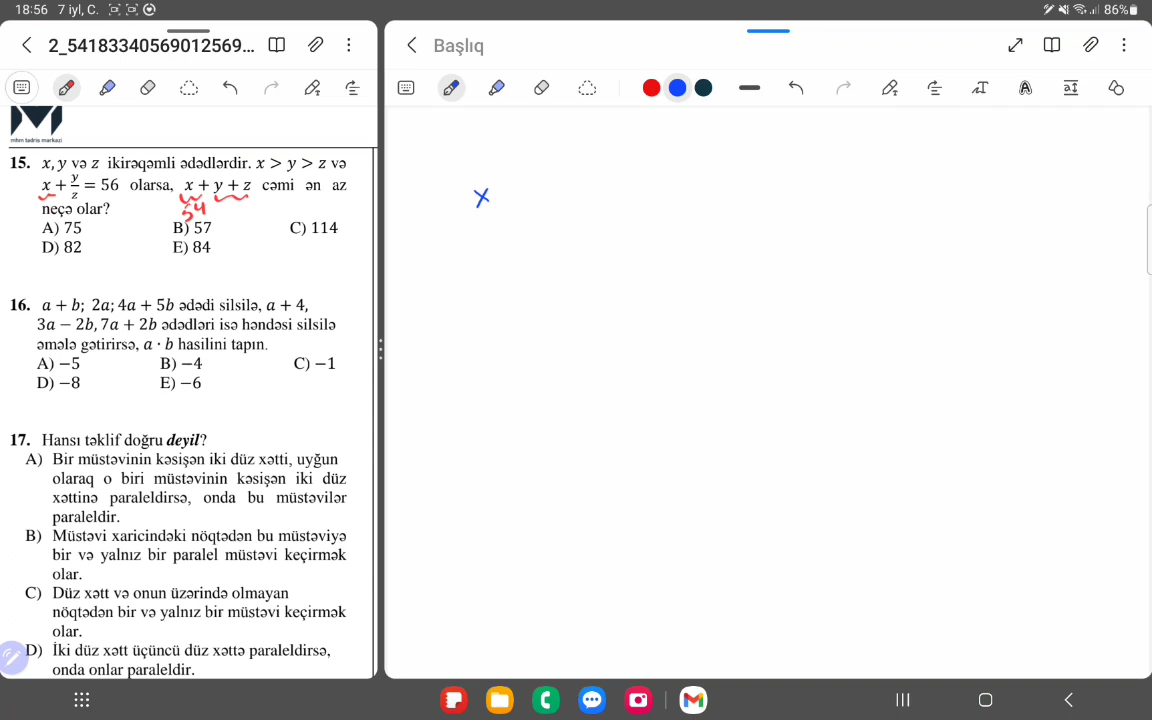 18:56 7 iyl, C. 86%
2_54183340569012569...
Başlıq
mhm tədris mərkəzi
15. x, y və z ikirəqəmli ədədlərdir. x > y > z və
x + y/z = 56 olarsa, x + y + z cəmi ən az
54
neçə olar?
A) 75 B) 57 C) 114
D) 82 E) 84
x
16. a + b; 2a; 4a + 5b ədədi silsilə, a + 4,
3a − 2b, 7a + 2b ədədləri isə həndəsi silsilə
əmələ gətirirsə, a · b hasilini tapın.
A) −5 B) −4 C) −1
D) −8 E) −6
17. Hansı təklif doğru deyil?
A) Bir müstəvinin kəsişən iki düz xətti, uyğun
olaraq o biri müstəvinin kəsişən iki düz
xəttinə paraleldirsə, onda bu müstəvilər
paraleldir.
B) Müstəvi xaricindəki nöqtədən bu müstəviyə
bir və yalnız bir paralel müstəvi keçirmək
olar.
C) Düz xətt və onun üzərində olmayan
nöqtədən bir və yalnız bir müstəvi keçirmək
olar.
D) İki düz xətt üçüncü düz xəttə paraleldirsə,
onda onlar paraleldir.